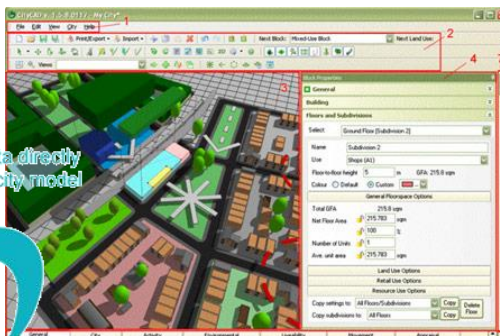 CityCAD v. 1.5.8.0117: My City*
File Edit View City Help
1
Print/Export Import Next Block: Mixed-Use Block Next Land Use:
2
Views
4
3
Block Properties
General
Building
Floors and Subdivisions
Select Ground Floor [Subdivision 2]
Name Subdivision 2
Use Shops (A1)
Floor-to-floor height 5 m GFA 215.8 sqm
Colour Default Custom
General Floorspace Options
Total GFA 215.8 sqm
Net Floor Area 215.783 sqm
100 %
Number of Units 1
Ave. unit area 215.783 sqm
Land Use Options
Retail Use Options
Resource Use Options
Copy settings to: All Floors/Subdivisions Copy Delete Floor
Copy subdivisions to: All Floors Copy
ta directly
city model
General City Activity Environmental Liveability Movement Appraisal